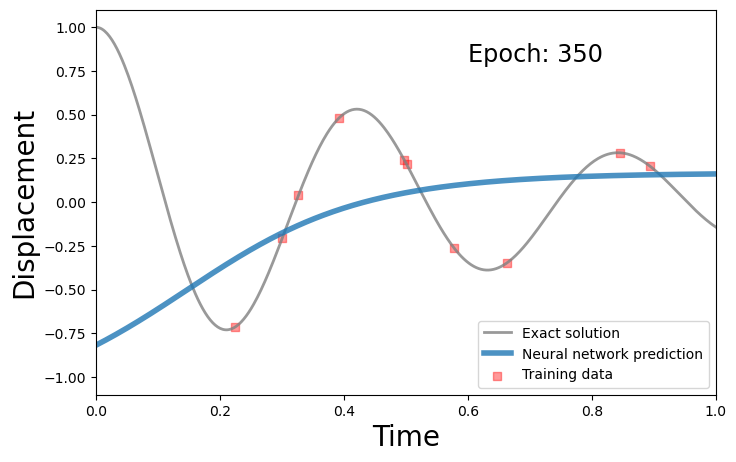 Epoch: 350
Displacement
1.00
0.75
0.50
0.25
0.00
−0.25
−0.50
−0.75
−1.00
Exact solution
Neural network prediction
Training data
0.0 0.2 0.4 0.6 0.8 1.0
Time